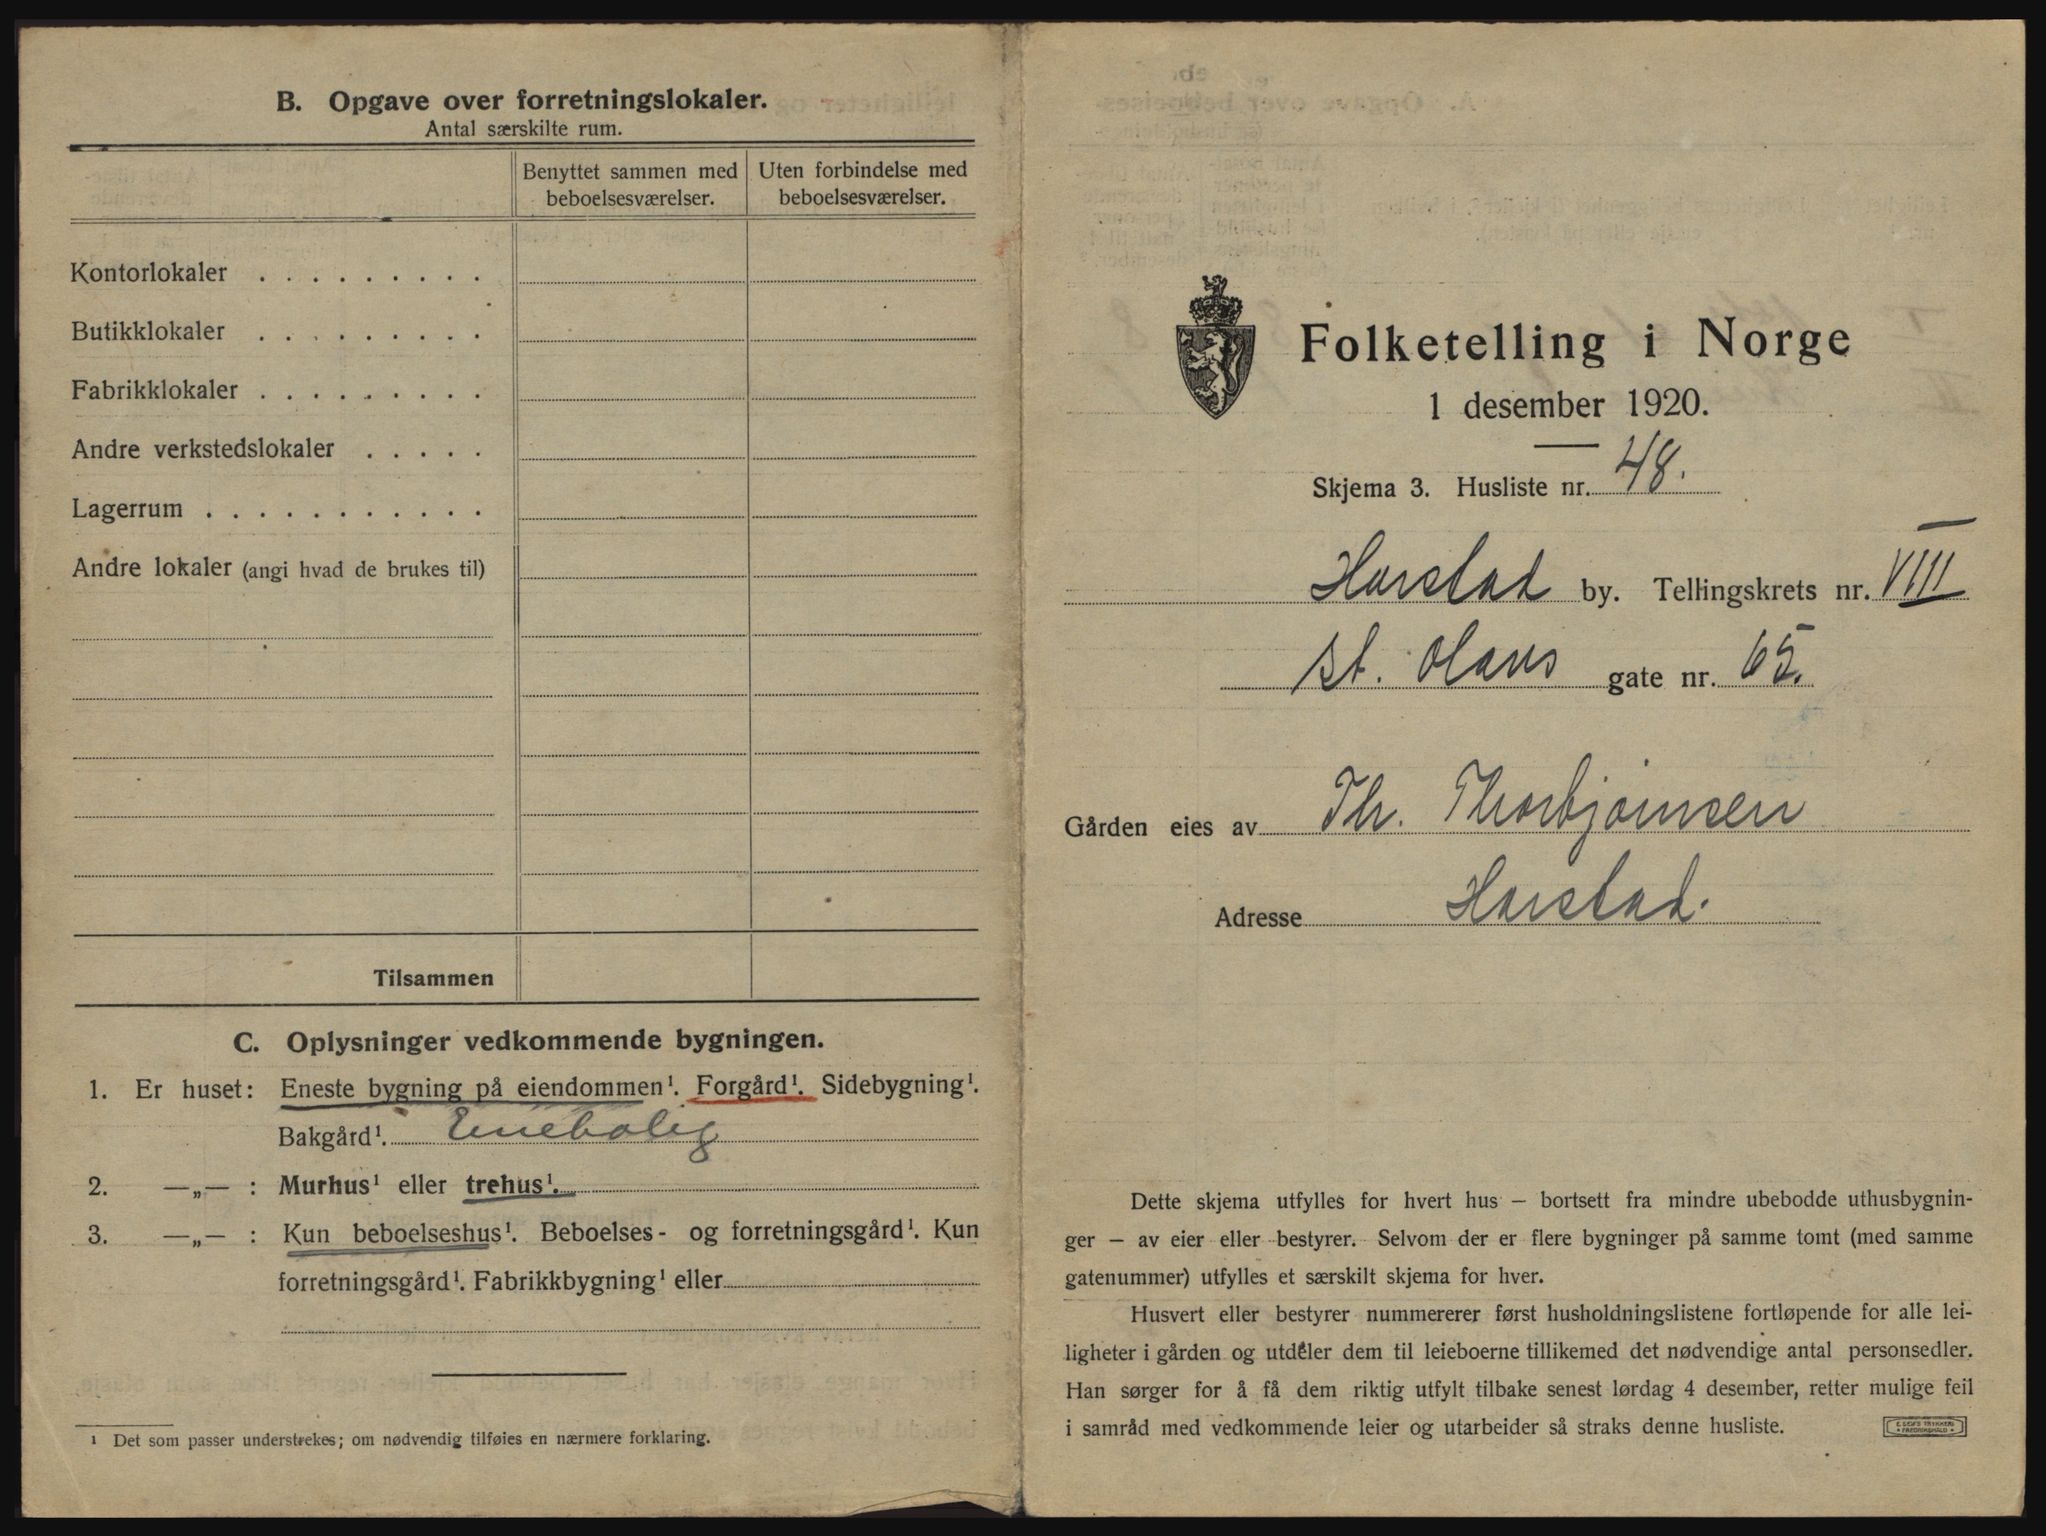 B. Opgave over forretningslokaler.
Antal særskilte rum.
Benyttet sammen med beboelsesværelser.
Uten forbindelse med beboelsesværelser.
Kontorlokaler . . . . . . . . .
Butikklokaler . . . . . . . . .
Fabrikklokaler . . . . . . . . .
Andre verkstedslokaler . . . . .
Lagerrum . . . . . . . . . . .
Andre lokaler (angi hvad de brukes til)
Tilsammen
C. Oplysninger vedkommende bygningen.
1. Er huset: Eneste bygning på eiendommen¹. Forgård¹. Sidebygning¹.
Bakgård¹. Enebolig
2. —„— : Murhus¹ eller trehus¹.
3. —„— : Kun beboelseshus¹. Beboelses- og forretningsgård¹. Kun
forretningsgård¹. Fabrikkbygning¹ eller
¹ Det som passer understrekes; om nødvendig tilføies en nærmere forklaring.
Folketelling i Norge
1 desember 1920.
Skjema 3. Husliste nr. 48.
Harstad by. Tellingskrets nr. VIII
St. Olavs gate nr. 65.
Gården eies av Th. Thorbjørnsen
Adresse Harstad.
Dette skjema utfylles for hvert hus – bortsett fra mindre ubebodde uthusbygnin-
ger – av eier eller bestyrer. Selvom der er flere bygninger på samme tomt (med samme
gatenummer) utfylles et særskilt skjema for hver.
Husvert eller bestyrer nummererer først husholdningslistene fortløpende for alle lei-
ligheter i gården og utdeler dem til leieboerne tillikemed det nødvendige antal personsedler.
Han sørger for å få dem riktig utfylt tilbake senest lørdag 4 desember, retter mulige feil
i samråd med vedkommende leier og utarbeider så straks denne husliste.